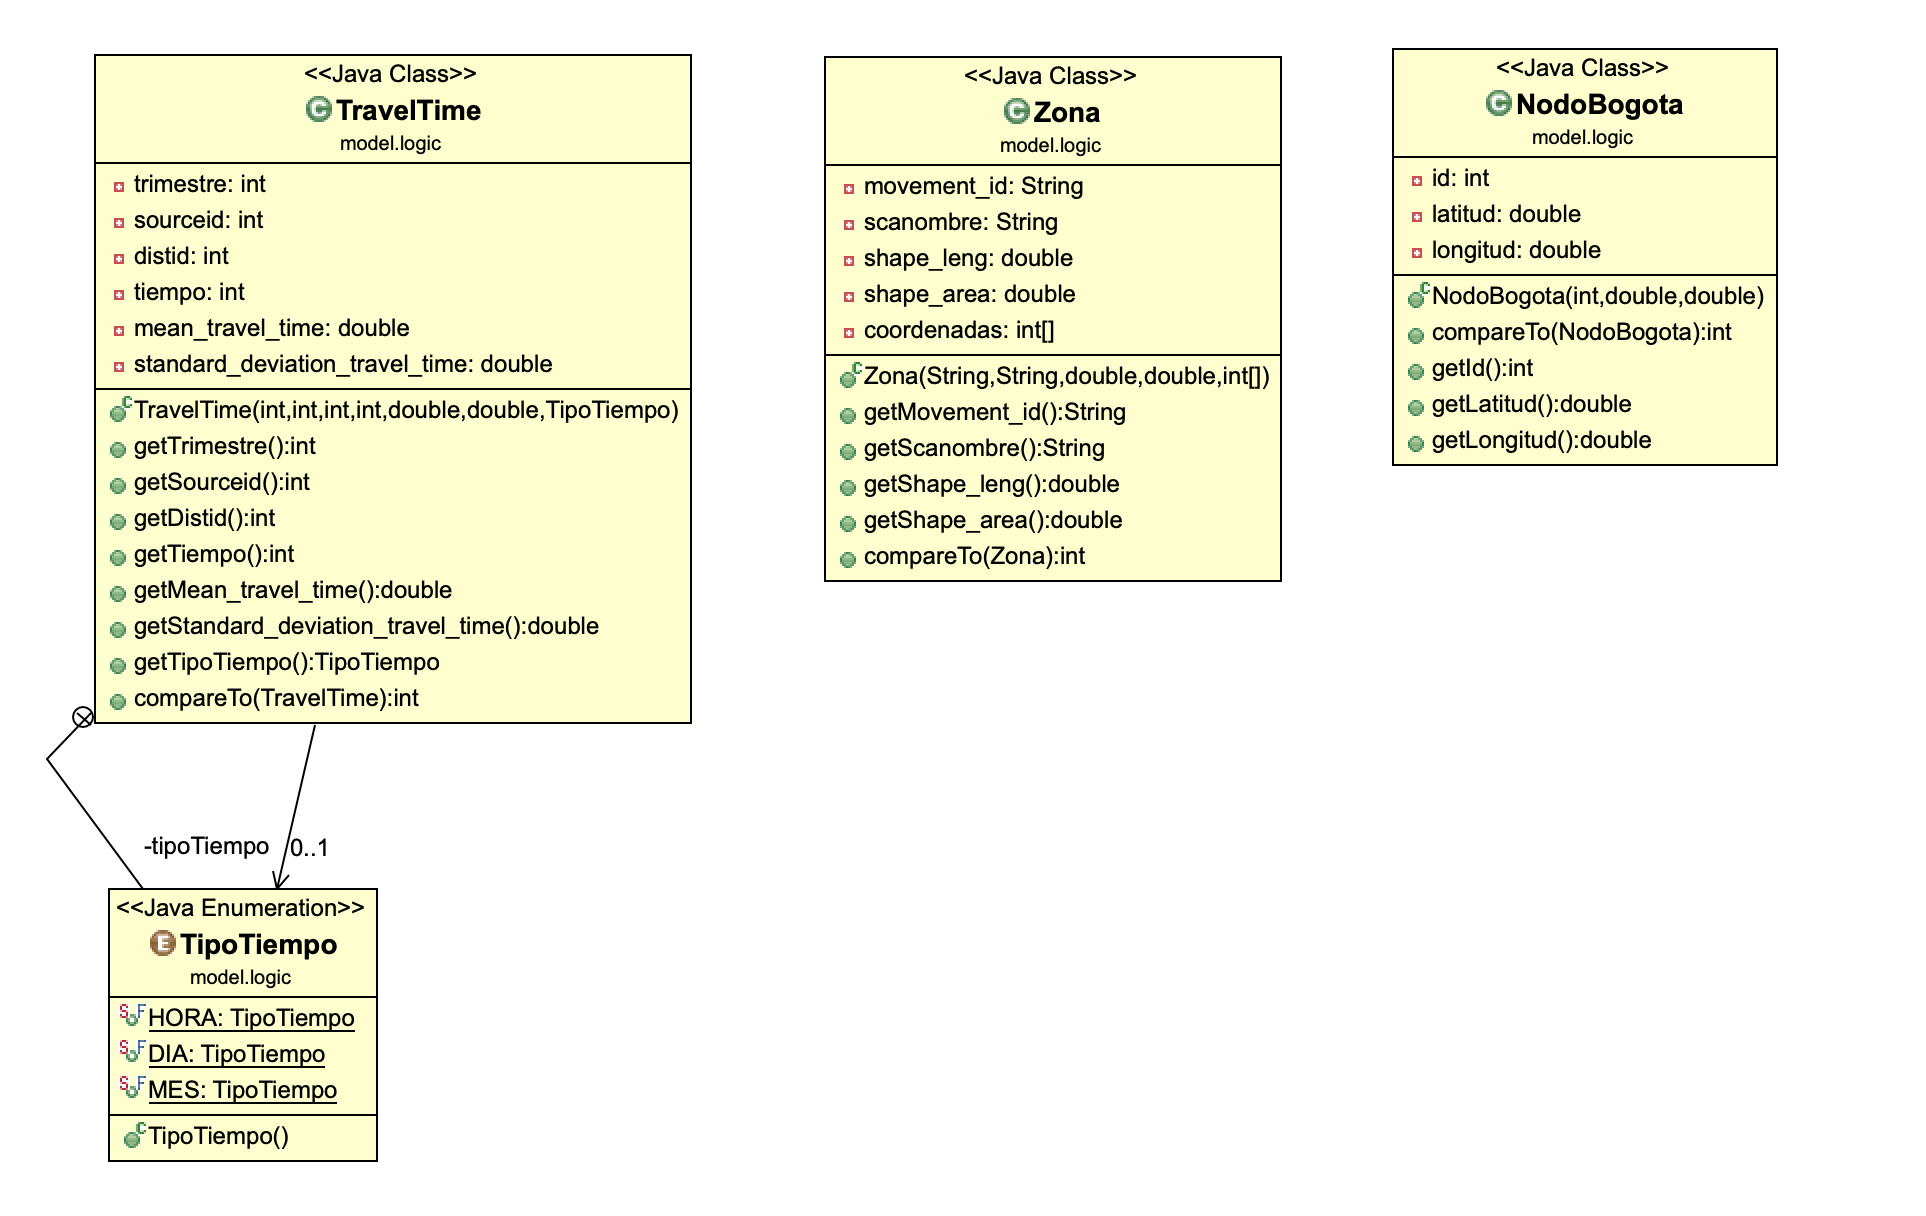 <<Java Class>>
TravelTime
model.logic
trimestre: int
sourceid: int
distid: int
tiempo: int
mean_travel_time: double
standard_deviation_travel_time: double
TravelTime(int,int,int,int,double,double,TipoTiempo)
getTrimestre():int
getSourceid():int
getDistid():int
getTiempo():int
getMean_travel_time():double
getStandard_deviation_travel_time():double
getTipoTiempo():TipoTiempo
compareTo(TravelTime):int
<<Java Class>>
Zona
model.logic
movement_id: String
scanombre: String
shape_leng: double
shape_area: double
coordenadas: int[]
Zona(String,String,double,double,int[])
getMovement_id():String
getScanombre():String
getShape_leng():double
getShape_area():double
compareTo(Zona):int
<<Java Class>>
NodoBogota
model.logic
id: int
latitud: double
longitud: double
NodoBogota(int,double,double)
compareTo(NodoBogota):int
getId():int
getLatitud():double
getLongitud():double
-tipoTiempo 0..1
<<Java Enumeration>>
TipoTiempo
model.logic
HORA: TipoTiempo
DIA: TipoTiempo
MES: TipoTiempo
TipoTiempo()